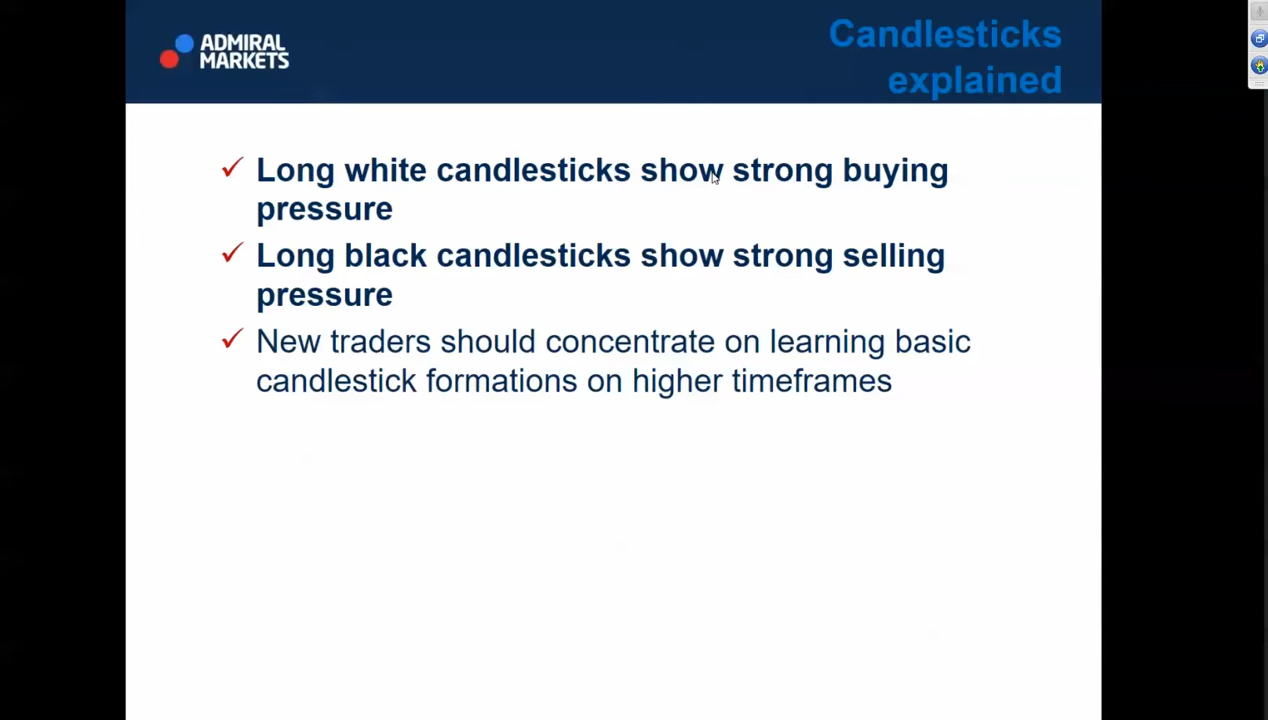 ADMIRAL
MARKETS
Candlesticks
explained
Long white candlesticks show strong buying
pressure
Long black candlesticks show strong selling
pressure
New traders should concentrate on learning basic
candlestick formations on higher timeframes